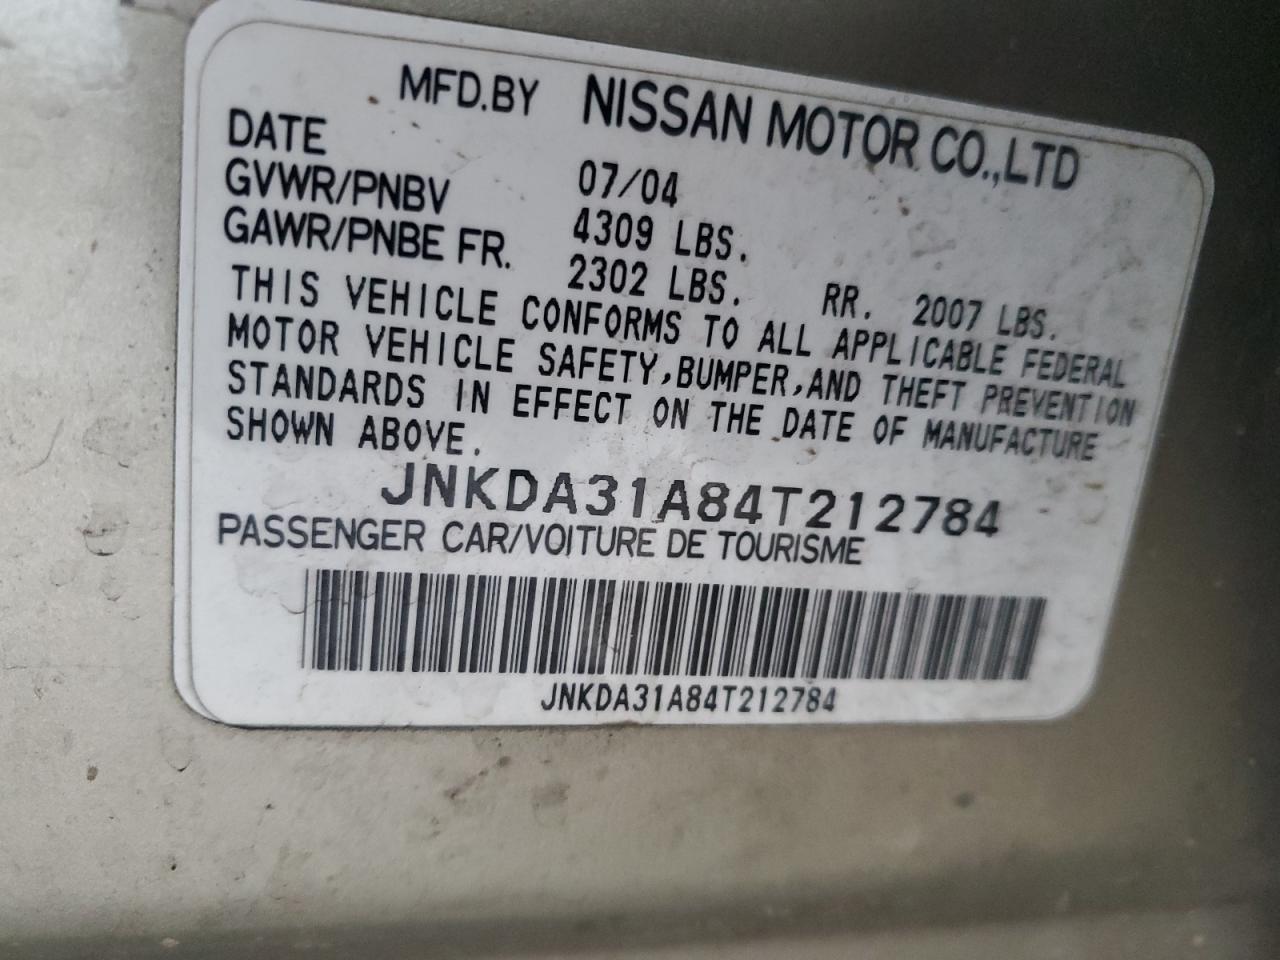 MFD.BY NISSAN MOTOR CO.,LTD
DATE 07/04
GVWR/PNBV 4309 LBS.
GAWR/PNBE FR. 2302 LBS. RR. 2007 LBS.
THIS VEHICLE CONFORMS TO ALL APPLICABLE FEDERAL
MOTOR VEHICLE SAFETY,BUMPER,AND THEFT PREVENTION
STANDARDS IN EFFECT ON THE DATE OF MANUFACTURE
SHOWN ABOVE.
JNKDA31A84T212784
PASSENGER CAR/VOITURE DE TOURISME
JNKDA31A84T212784